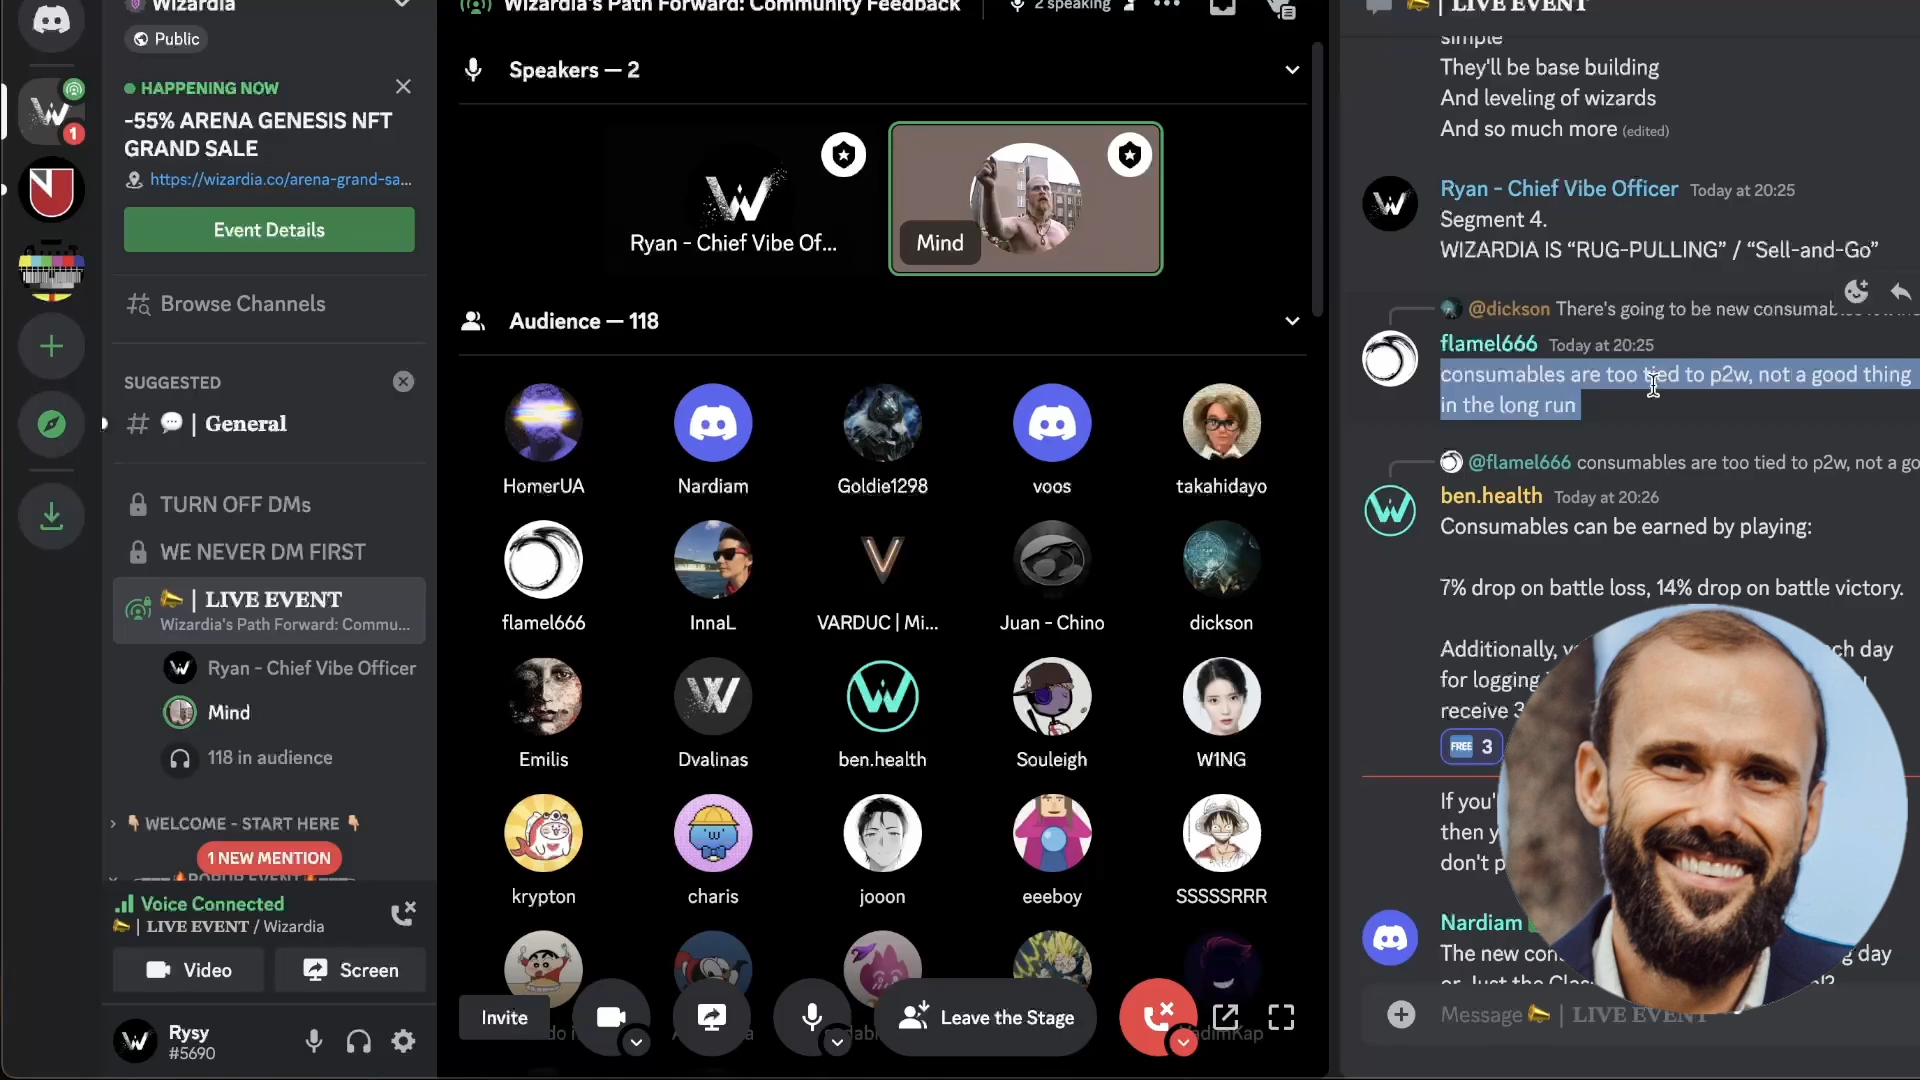 Wizardia
Public
HAPPENING NOW
-55% ARENA GENESIS NFT
GRAND SALE
https://wizardia.co/arena-grand-sa...
Event Details
Browse Channels
SUGGESTED
# 💬 | General
TURN OFF DMs
WE NEVER DM FIRST
| LIVE EVENT
Wizardia's Path Forward: Commu...
Ryan - Chief Vibe Officer
Mind
118 in audience
WELCOME - START HERE
1 NEW MENTION
Voice Connected
| LIVE EVENT / Wizardia
Video
Screen
Rysy
#5690
Wizardia's Path Forward: Community Feedback
2 speaking
Speakers — 2
Ryan - Chief Vibe Of...
Mind
Audience — 118
HomerUA
Nardiam
Goldie1298
voos
takahidayo
flamel666
InnaL
VARDUC | Mi...
Juan - Chino
dickson
Emilis
Dvalinas
ben.health
Souleigh
W1NG
krypton
charis
jooon
eeeboy
SSSSSRRR
Invite
Leave the Stage
| LIVE EVENT
simple
They'll be base building
And leveling of wizards
And so much more (edited)
Ryan - Chief Vibe Officer Today at 20:25
Segment 4.
WIZARDIA IS “RUG-PULLING” / “Sell-and-Go”
@dickson There's going to be new
flamel666 Today at 20:25
consumables are too tied to p2w, not a good thing
in the long run
@flamel666 consumables are too tied to p2w, not a go
ben.health Today at 20:26
Consumables can be earned by playing:
7% drop on battle loss, 14% drop on battle victory.
Additionally, ch day
for logging
receive 3
FREE 3
If you'
then y
don't p
Nardiam
The new con g day
Message | LIVE EVENT